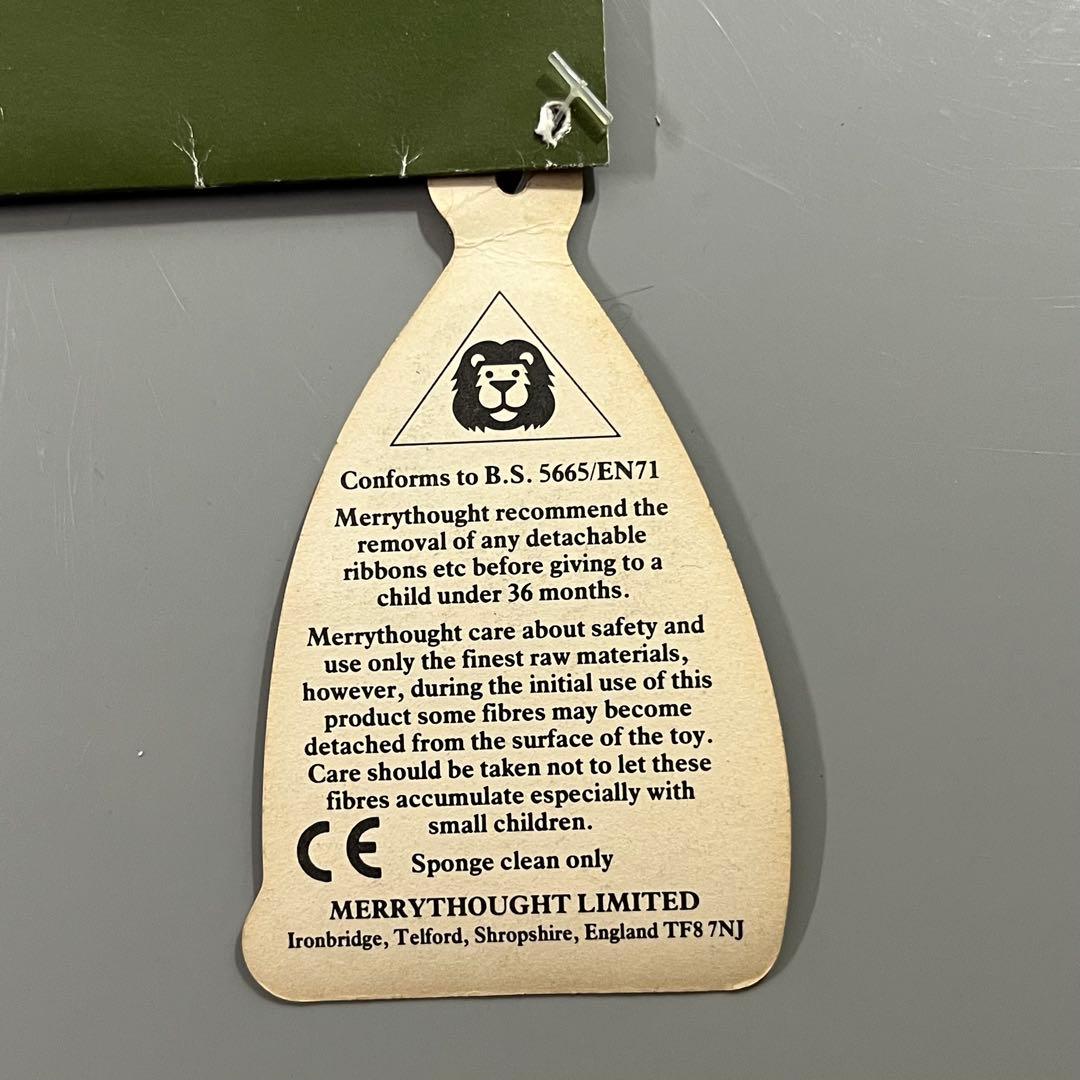 Conforms to B.S. 5665/EN71
Merrythought recommend the
removal of any detachable
ribbons etc before giving to a
child under 36 months.
Merrythought care about safety and
use only the finest raw materials,
however, during the initial use of this
product some fibres may become
detached from the surface of the toy.
Care should be taken not to let these
fibres accumulate especially with
small children.
CE Sponge clean only
MERRYTHOUGHT LIMITED
Ironbridge, Telford, Shropshire, England TF8 7NJ